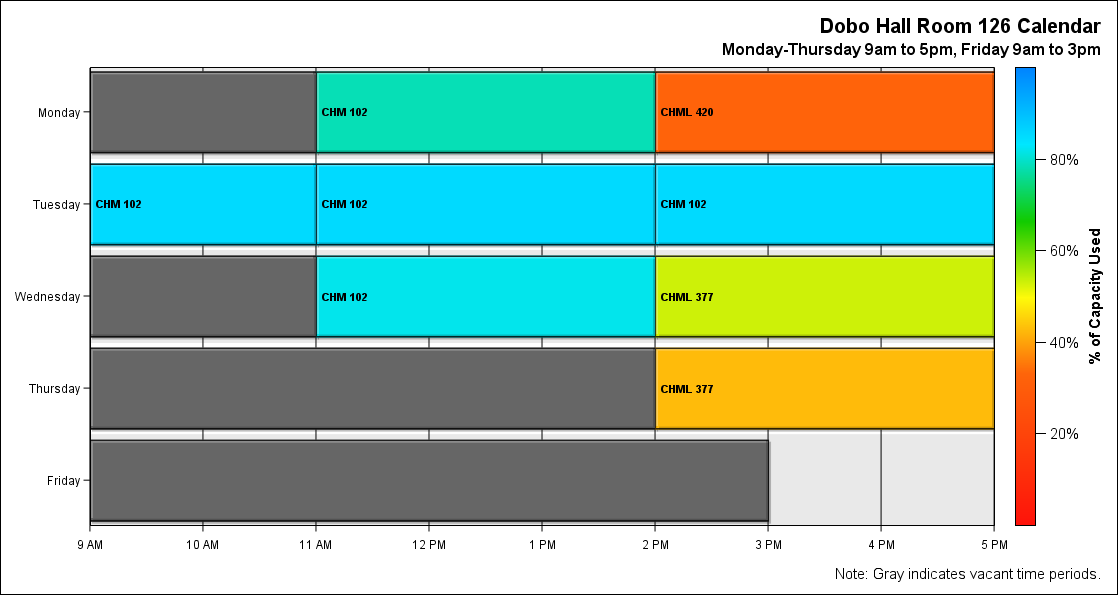 Dobo Hall Room 126 Calendar
Monday-Thursday 9am to 5pm, Friday 9am to 3pm
Monday
CHM 102
CHML 420
Tuesday
CHM 102
CHM 102
CHM 102
Wednesday
CHM 102
CHML 377
Thursday
CHML 377
Friday
9 AM
10 AM
11 AM
12 PM
1 PM
2 PM
3 PM
4 PM
5 PM
80%
60%
40%
20%
% of Capacity Used
Note: Gray indicates vacant time periods.